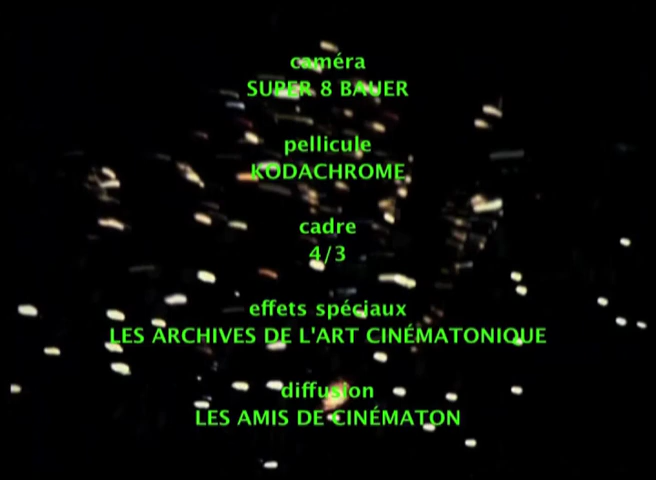 caméra
SUPER 8 BAUER
pellicule
KODACHROME
cadre
4/3
effets spéciaux
LES ARCHIVES DE L'ART CINÉMATONIQUE
diffusion
LES AMIS DE CINÉMATON